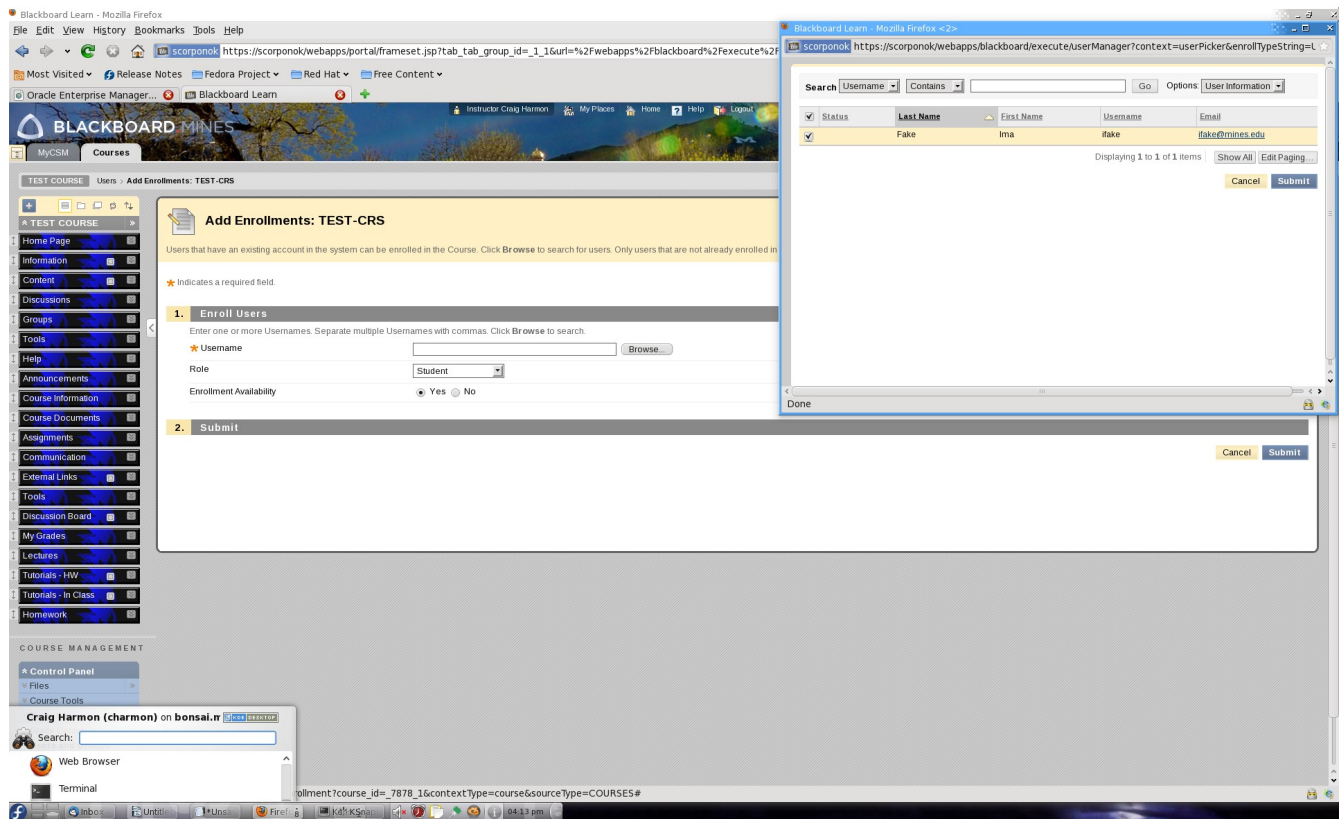 Blackboard Learn - Mozilla Firefox
File Edit View History Bookmarks Tools Help
scorponok https://scorponok/webapps/portal/frameset.jsp?tab_tab_group_id=_1_1&url=%2Fwebapps%2Fblackboard%2Fexecute%2F
Most Visited Release Notes Fedora Project Red Hat Free Content
Oracle Enterprise Manager... Blackboard Learn
Instructor Craig Harmon My Places Home Help Logout
BLACKBOARD MINES
MyCSM Courses
TEST COURSE Users > Add Enrollments: TEST-CRS
TEST COURSE
Home Page
Information
Content
Discussions
Groups
Tools
Help
Announcements
Course Information
Course Documents
Assignments
Communication
External Links
Tools
Discussion Board
My Grades
Lectures
Tutorials - HW
Tutorials - In Class
Homework
COURSE MANAGEMENT
Control Panel
Files
Course Tools
Add Enrollments: TEST-CRS
Users that have an existing account in the system can be enrolled in the Course. Click Browse to search for users. Only users that are not already enrolled in
Indicates a required field.
1. Enroll Users
Enter one or more Usernames. Separate multiple Usernames with commas. Click Browse to search.
Username Browse...
Role Student
Enrollment Availability Yes No
2. Submit
Cancel Submit
Blackboard Learn - Mozilla Firefox <2>
scorponok https://scorponok/webapps/blackboard/execute/userManager?context=userPicker&enrollTypeString=L
Search Username Contains Go Options: User Information
Status Last Name First Name Username Email
Fake Ima ifake ifake@mines.edu
Displaying 1 to 1 of 1 items Show All Edit Paging...
Cancel Submit
Done
Craig Harmon (charmon) on bonsai.m KDE DESKTOP
Search:
Web Browser
Terminal
rollment?course_id=_7878_1&contextType=course&sourceType=COURSES#
Inbox Untitle *Unsa Firef KSnap 04:13 pm